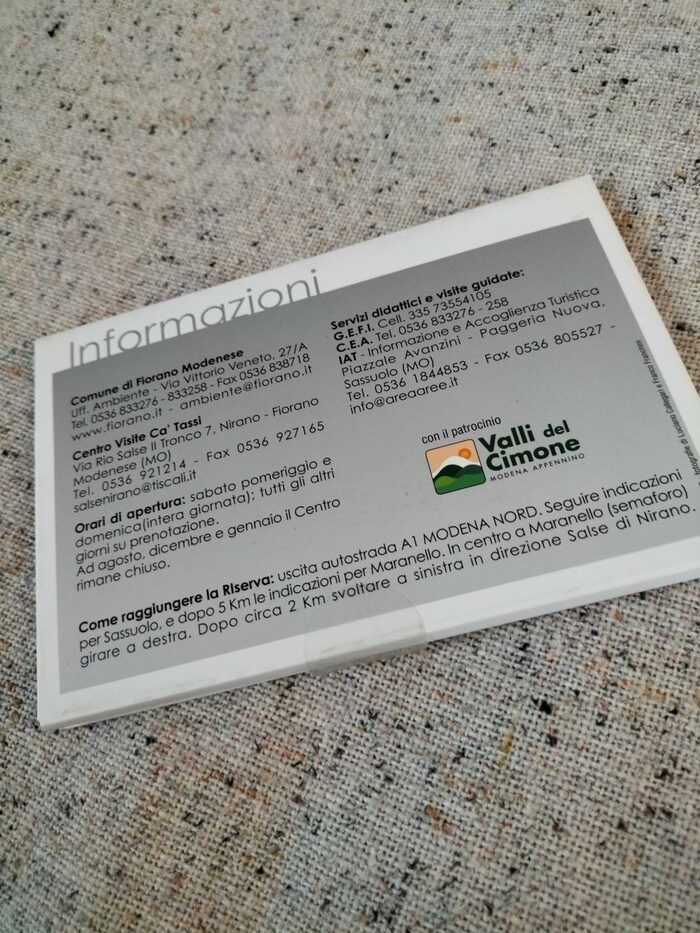 Informazioni
Comune di Fiorano Modenese
Uff. Ambiente - Via Vittorio Veneto, 27/A
Tel. 0536 833276 - 833258 - Fax 0536 838718
www.fiorano.it - ambiente@fiorano.it
Centro Visite Ca' Tassi
Via Rio Salse II Tronco 7, Nirano - Fiorano
Modenese (MO)
Tel. 0536 921214 - Fax 0536 927165
salsenirano@tiscali.it
Orari di apertura: sabato pomeriggio e
domenica(intera giornata); tutti gli altri
giorni su prenotazione.
Ad agosto, dicembre e gennaio il Centro
rimane chiuso.
Servizi didattici e visite guidate:
G.E.F.I. Cell. 335 73554105
C.E.A. Tel. 0536 833276 - 258
IAT - Informazione e Accoglienza Turistica
Piazzale Avanzini - Paggeria Nuova,
Sassuolo (MO)
Tel. 0536 1844853 - Fax 0536 805527 -
info@areaaree.it
con il patrocinio
Valli del
Cimone
MODENA APPENNINO
Come raggiungere la RIserva: uscita autostrada A1 MODENA NORD. Seguire indicazioni
per Sassuolo, e dopo 5 Km le indicazioni per Maranello. In centro a Maranello (semaforo)
girare a destra. Dopo circa 2 Km svoltare a sinistra in direzione Salse di Nirano.
di Luciano Callegari e Franco